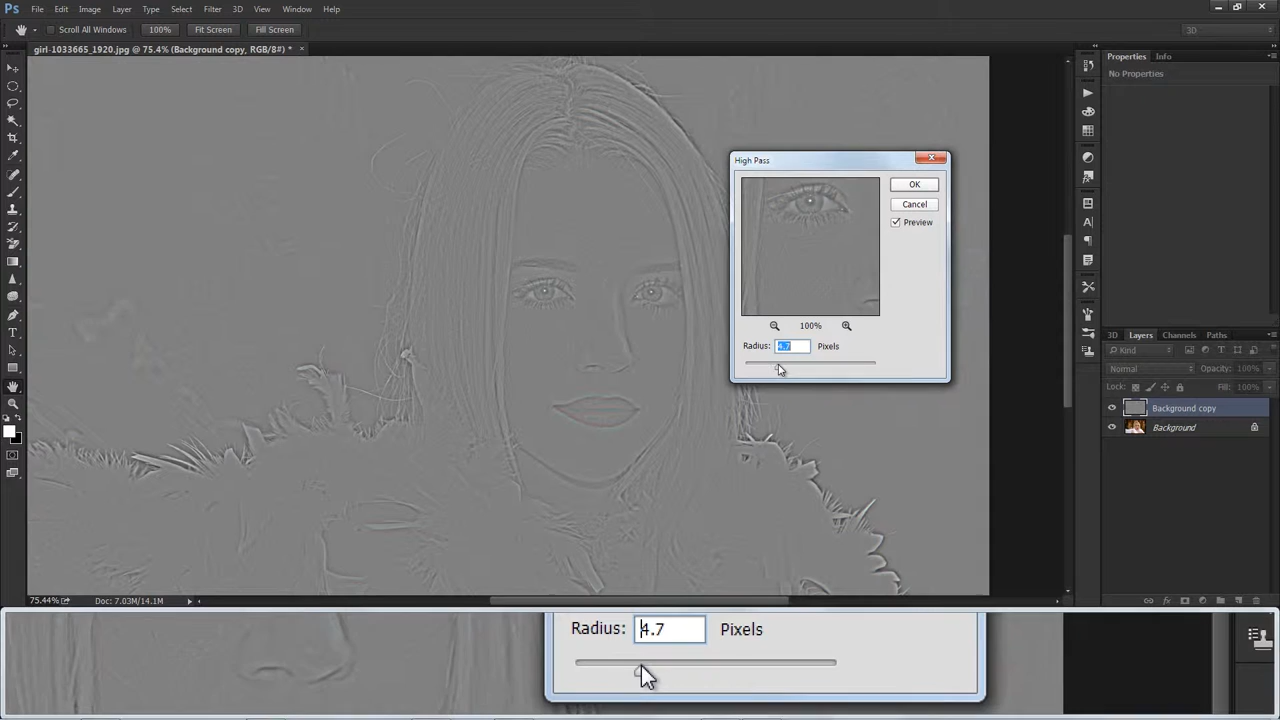 Ps File Edit Image Layer Type Select Filter 3D View Window Help
Scroll All Windows 100% Fit Screen Fill Screen 3D
girl-1033665_1920.jpg @ 75.4% (Background copy, RGB/8#) * ×
Properties Info
No Properties
High Pass
OK
Cancel
Preview
100%
Radius: 4.7 Pixels
3D Layers Channels Paths
Kind
Normal Opacity: 100%
Lock: Fill: 100%
Background copy
Background
75.44% Doc: 7.03M/14.1M
Radius: 4.7 Pixels